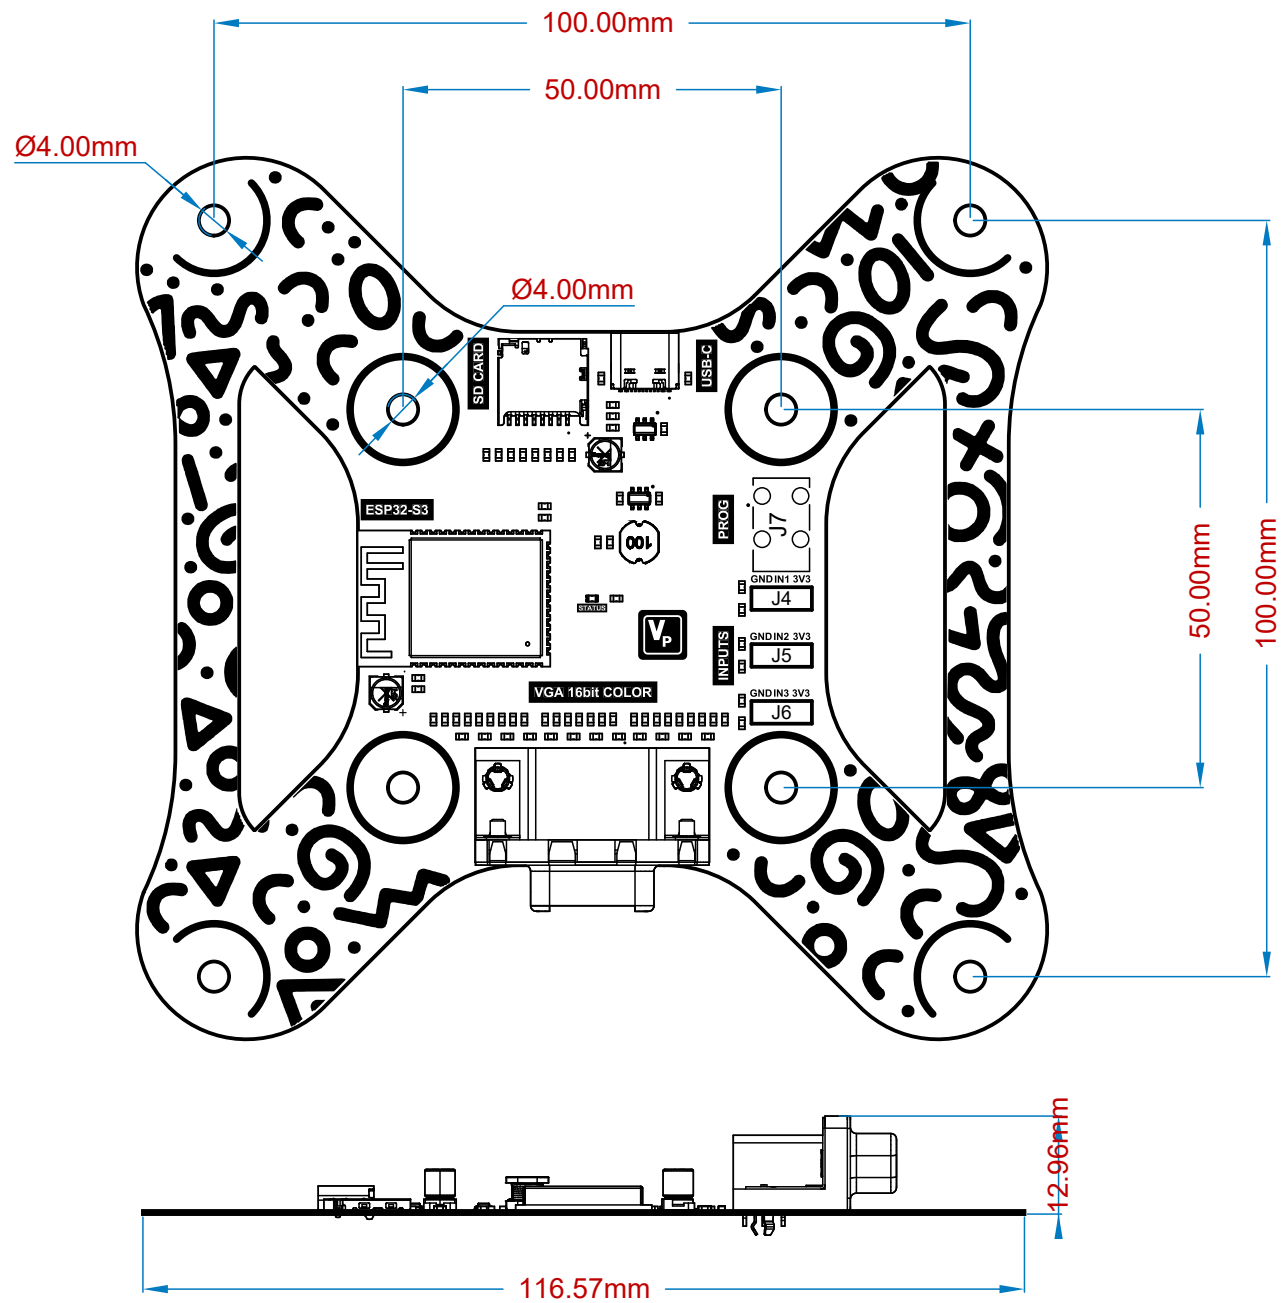 100.00mm
50.00mm
Ø4.00mm
Ø4.00mm
SD CARD
USB-C
ESP32-S3
PROG
J7
100
50.00mm
100.00mm
GND IN1 3V3
J4
STATUS
VP
INPUTS
GND IN2 3V3
J5
VGA 16bit COLOR
GND IN3 3V3
J6
12.96mm
116.57mm